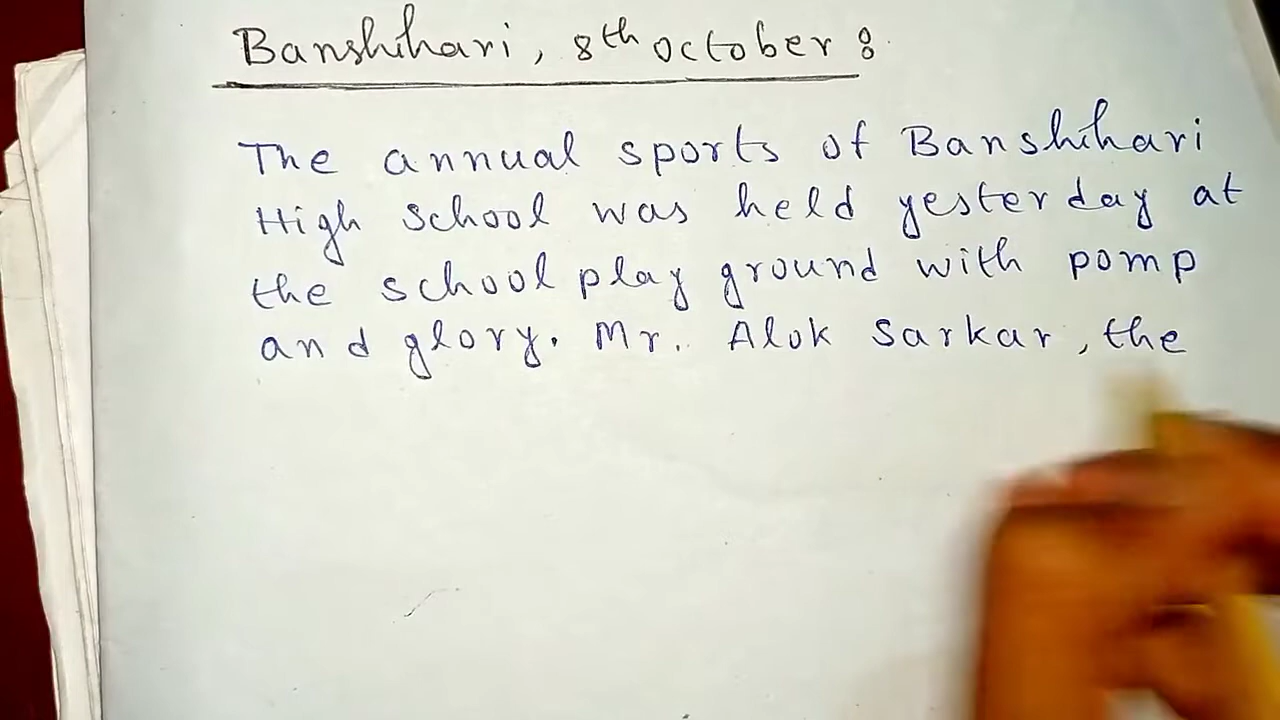 Banshihari, 8th october :
The annual sports of Banshihari
High school was held yesterday at
the school play ground with pomp
and glory. Mr. Alok Sarkar, the